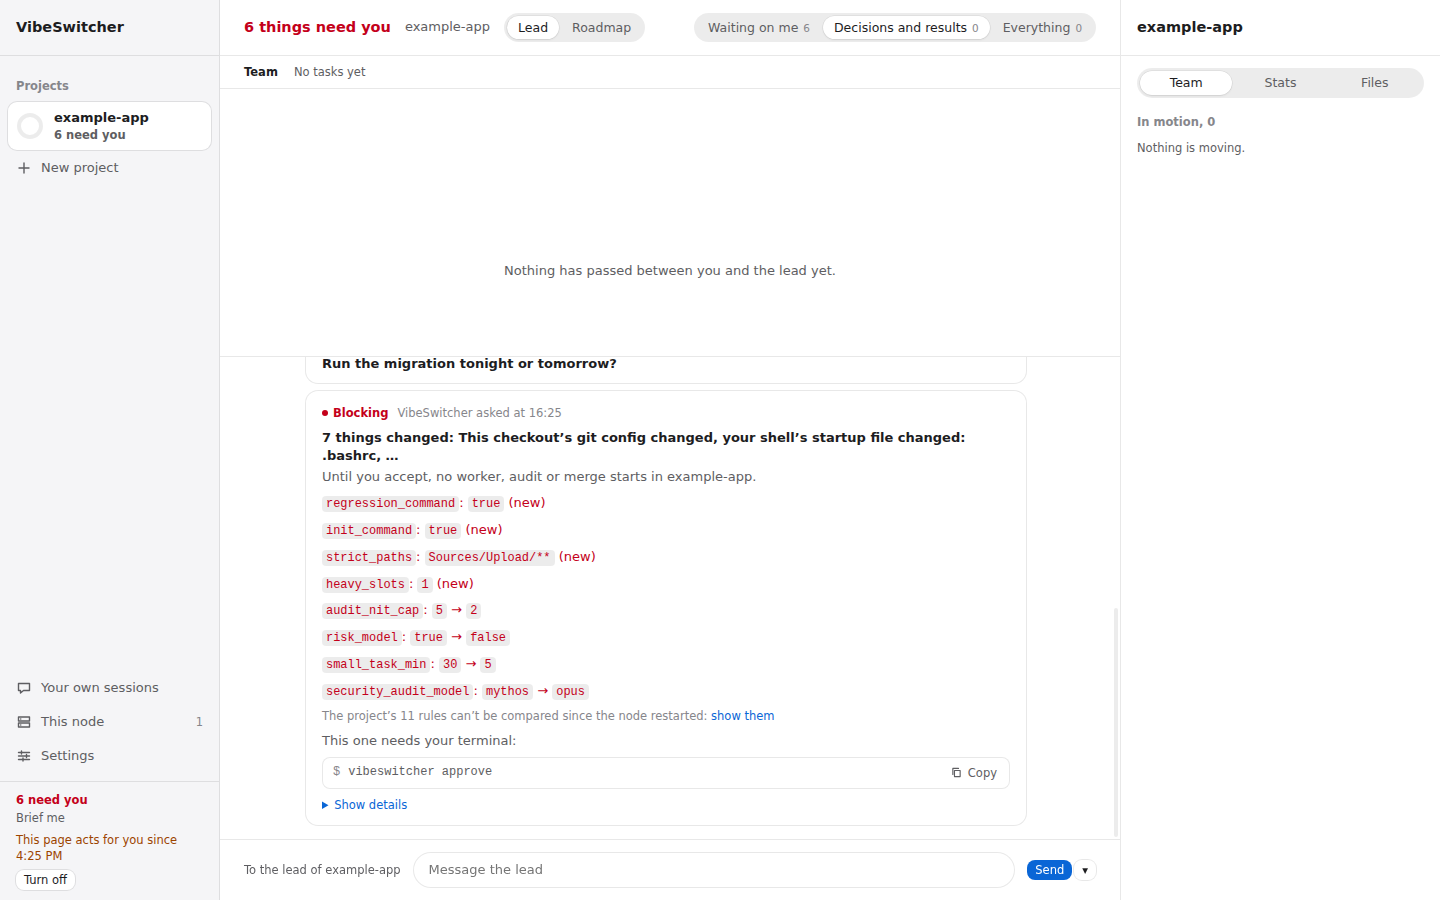 VibeSwitcher
Projects
example-app
6 need you
New project
Your own sessions
This node 1
Settings
6 need you
Brief me
This page acts for you since
4:25 PM
Turn off
6 things need you example-app Lead Roadmap Waiting on me 6 Decisions and results 0 Everything 0
Team No tasks yet
Nothing has passed between you and the lead yet.
Run the migration tonight or tomorrow?
Blocking VibeSwitcher asked at 16:25
7 things changed: This checkout’s git config changed, your shell’s startup file changed:
.bashrc, …
Until you accept, no worker, audit or merge starts in example-app.
regression_command: true (new)
init_command: true (new)
strict_paths: Sources/Upload/** (new)
heavy_slots: 1 (new)
audit_nit_cap: 5 → 2
risk_model: true → false
small_task_min: 30 → 5
security_audit_model: mythos → opus
The project’s 11 rules can’t be compared since the node restarted: show them
This one needs your terminal:
$ vibeswitcher approve Copy
▶ Show details
To the lead of example-app Message the lead Send ▾
example-app
Team Stats Files
In motion, 0
Nothing is moving.